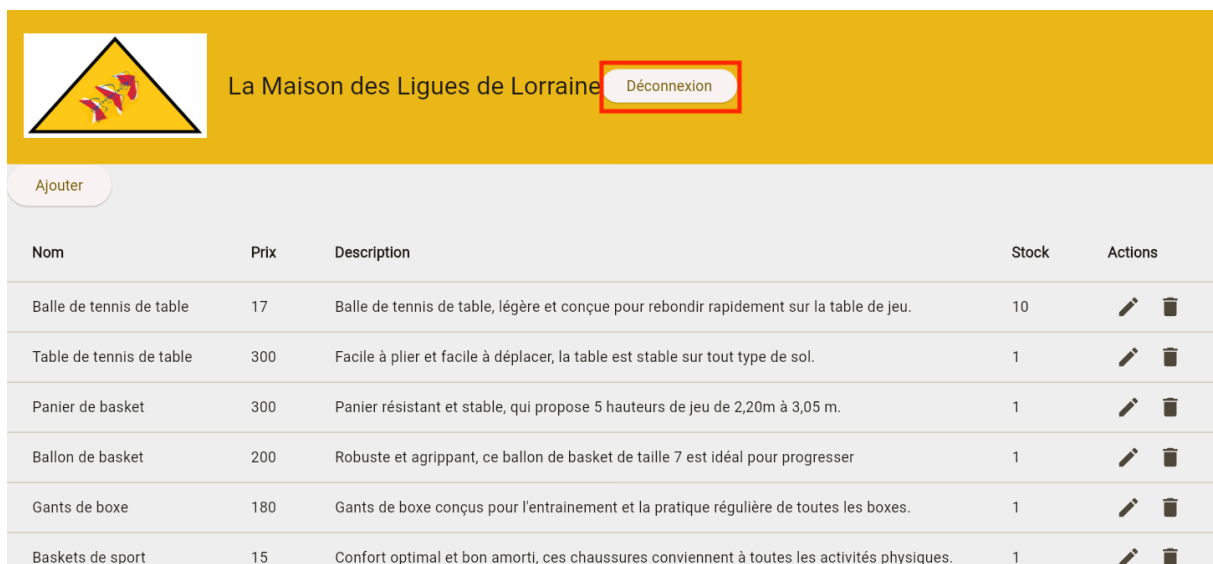 La Maison des Ligues de Lorraine Déconnexion
Ajouter
Nom Prix Description Stock Actions
Balle de tennis de table 17 Balle de tennis de table, légère et conçue pour rebondir rapidement sur la table de jeu. 10
Table de tennis de table 300 Facile à plier et facile à déplacer, la table est stable sur tout type de sol. 1
Panier de basket 300 Panier résistant et stable, qui propose 5 hauteurs de jeu de 2,20m à 3,05 m. 1
Ballon de basket 200 Robuste et agrippant, ce ballon de basket de taille 7 est idéal pour progresser 1
Gants de boxe 180 Gants de boxe conçus pour l'entrainement et la pratique régulière de toutes les boxes. 1
Baskets de sport 15 Confort optimal et bon amorti, ces chaussures conviennent à toutes les activités physiques. 1